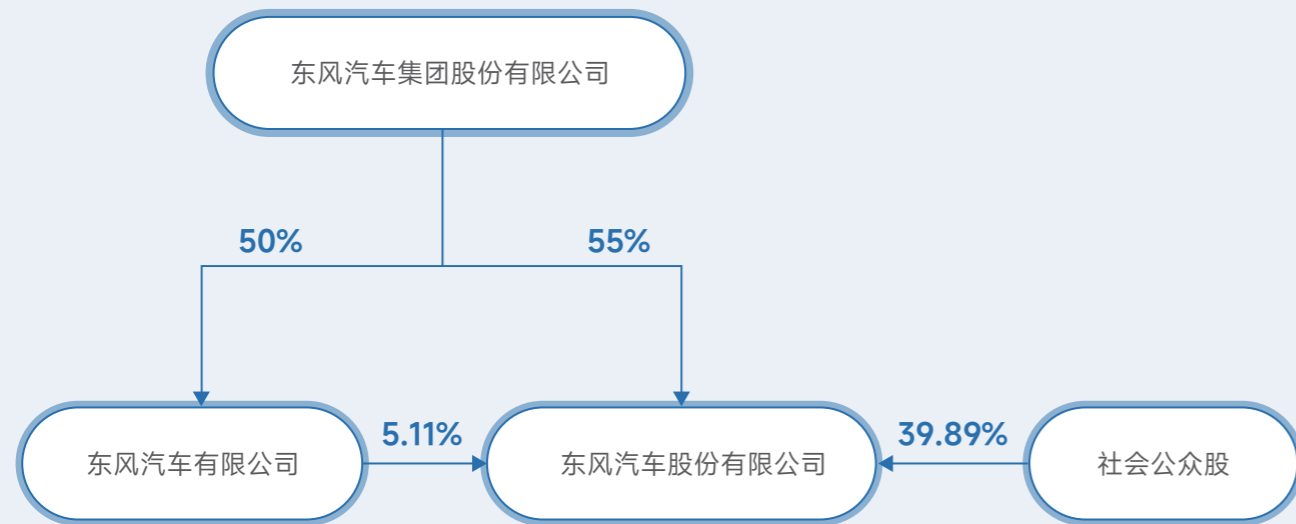 东风汽车集团股份有限公司
50%
55%
东风汽车有限公司
5.11%
东风汽车股份有限公司
39.89%
社会公众股